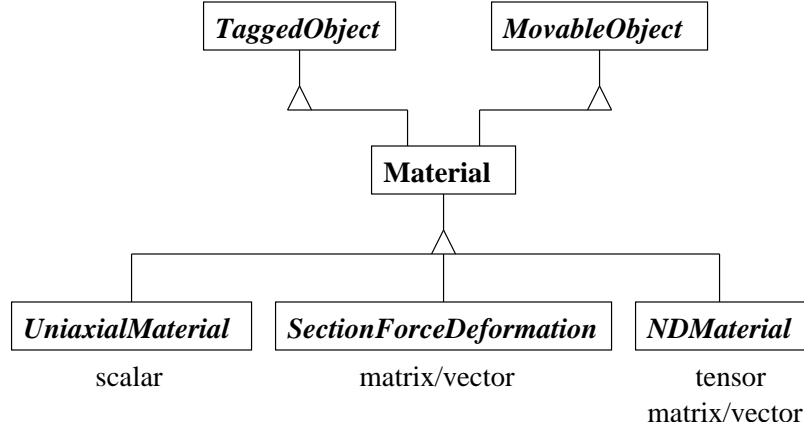 TaggedObject
MovableObject
Material
UniaxialMaterial
SectionForceDeformation
NDMaterial
scalar
matrix/vector
tensor
matrix/vector